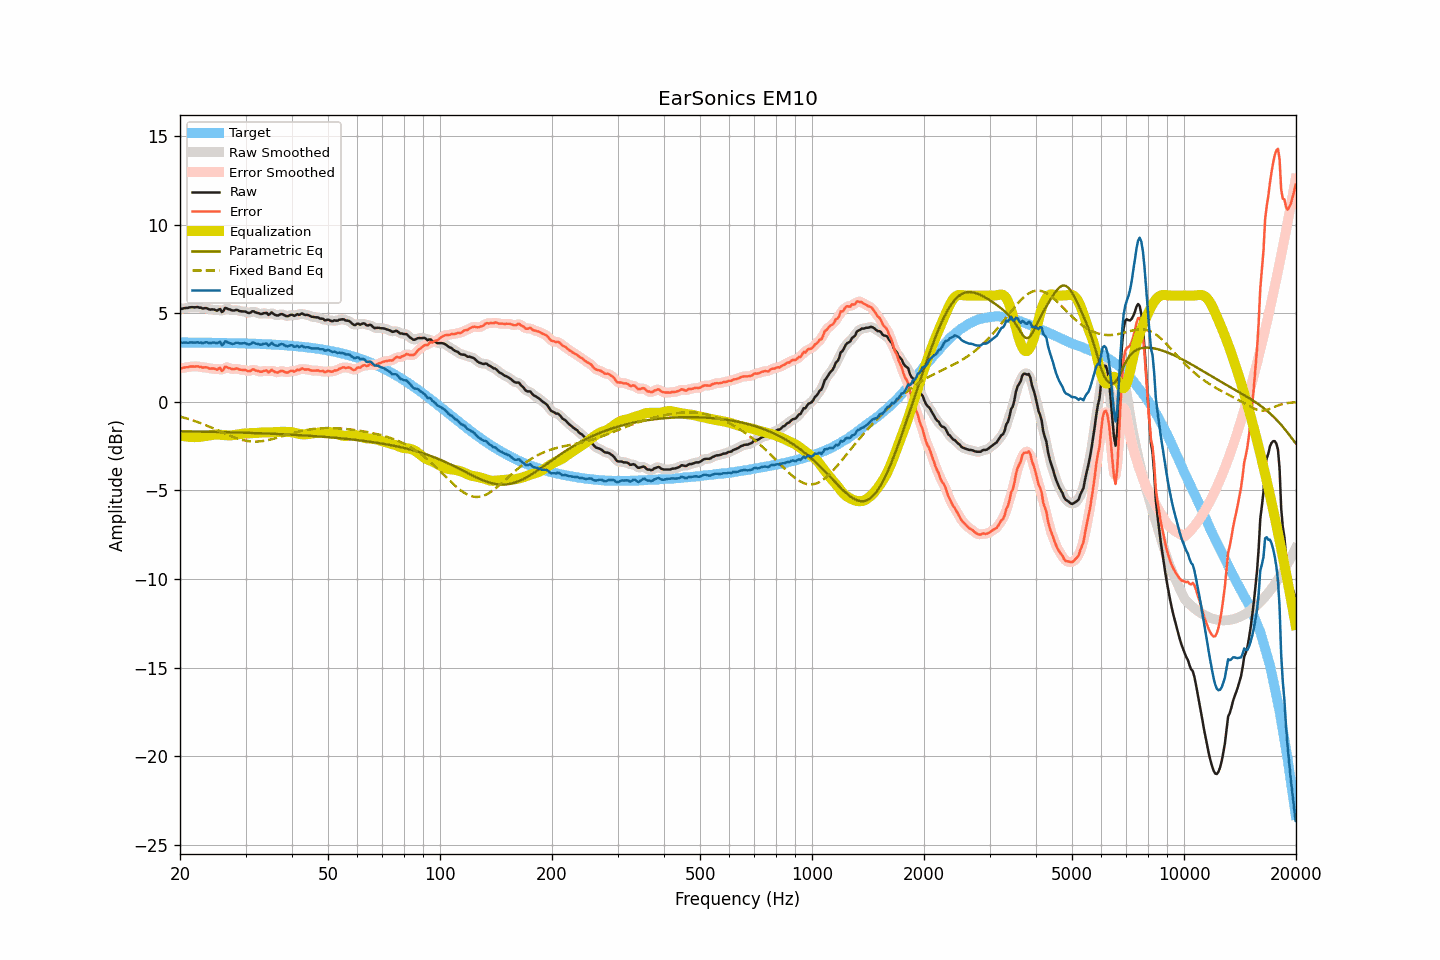 EarSonics EM10
Target
Raw Smoothed
Error Smoothed
Raw
Error
Equalization
Parametric Eq
Fixed Band Eq
Equalized
15
10
5
0
−5
−10
−15
−20
−25
Amplitude (dBr)
20 50 100 200 500 1000 2000 5000 10000 20000
Frequency (Hz)